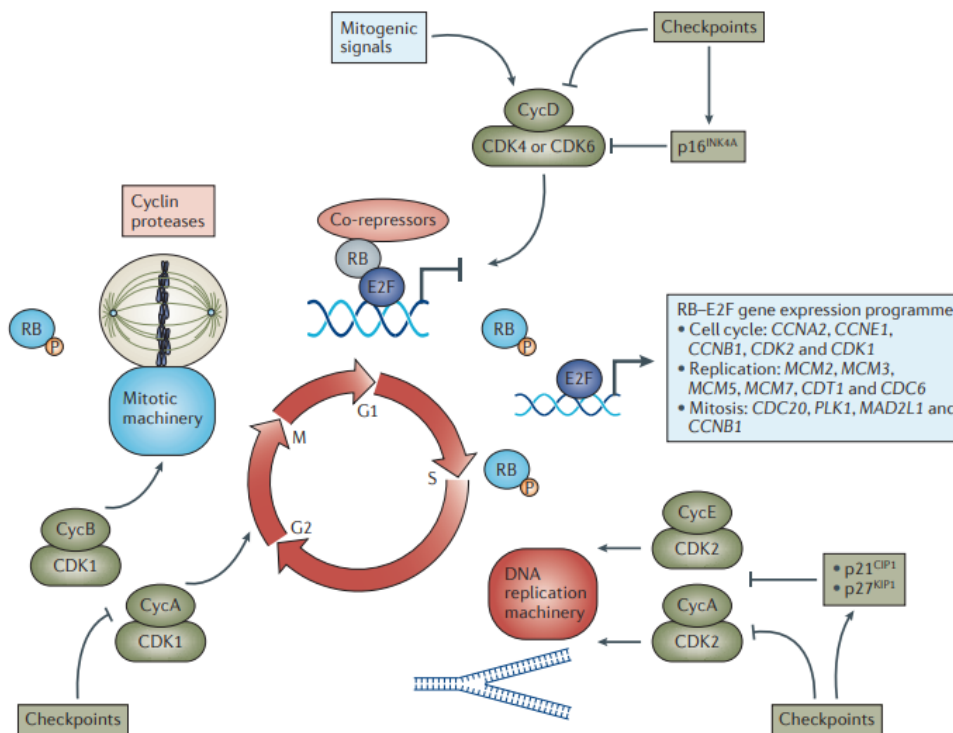 Mitogenic
signals
Checkpoints
CycD
CDK4 or CDK6
p16INK4A
Cyclin
proteases
Co-repressors
RB
E2F
RB
P
RB
P
E2F
RB–E2F gene expression programme
• Cell cycle: CCNA2, CCNE1,
CCNB1, CDK2 and CDK1
• Replication: MCM2, MCM3,
MCM5, MCM7, CDT1 and CDC6
• Mitosis: CDC20, PLK1, MAD2L1 and
CCNB1
Mitotic
machinery
G1
M
S
G2
RB
P
CycB
CDK1
CycA
CDK1
CycE
CDK2
DNA
replication
machinery
CycA
CDK2
• p21CIP1
• p27KIP1
Checkpoints
Checkpoints